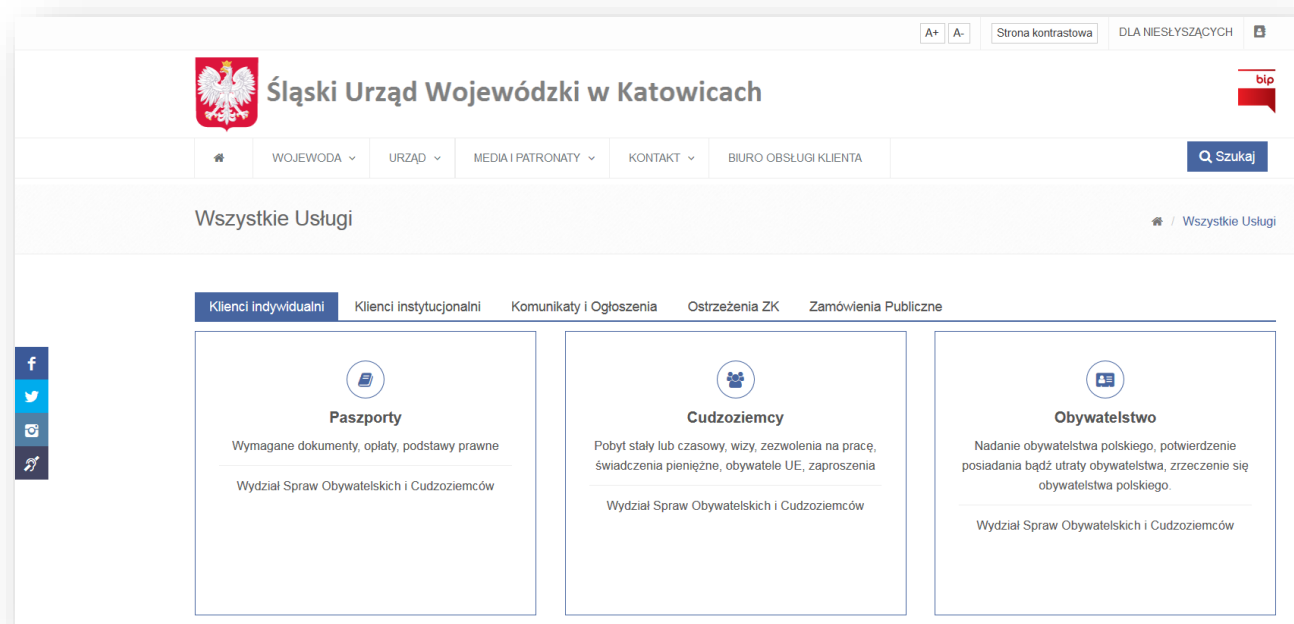 A+ A- Strona kontrastowa DLA NIESŁYSZĄCYCH
Śląski Urząd Wojewódzki w Katowicach
bip
WOJEWODA URZĄD MEDIA I PATRONATY KONTAKT BIURO OBSŁUGI KLIENTA Szukaj
Wszystkie Usługi
/ Wszystkie Usługi
Klienci indywidualni Klienci instytucjonalni Komunikaty i Ogłoszenia Ostrzeżenia ZK Zamówienia Publiczne
Paszporty
Wymagane dokumenty, opłaty, podstawy prawne
Wydział Spraw Obywatelskich i Cudzoziemców
Cudzoziemcy
Pobyt stały lub czasowy, wizy, zezwolenia na pracę,
świadczenia pieniężne, obywatele UE, zaproszenia
Wydział Spraw Obywatelskich i Cudzoziemców
Obywatelstwo
Nadanie obywatelstwa polskiego, potwierdzenie
posiadania bądź utraty obywatelstwa, zrzeczenie się
obywatelstwa polskiego.
Wydział Spraw Obywatelskich i Cudzoziemców